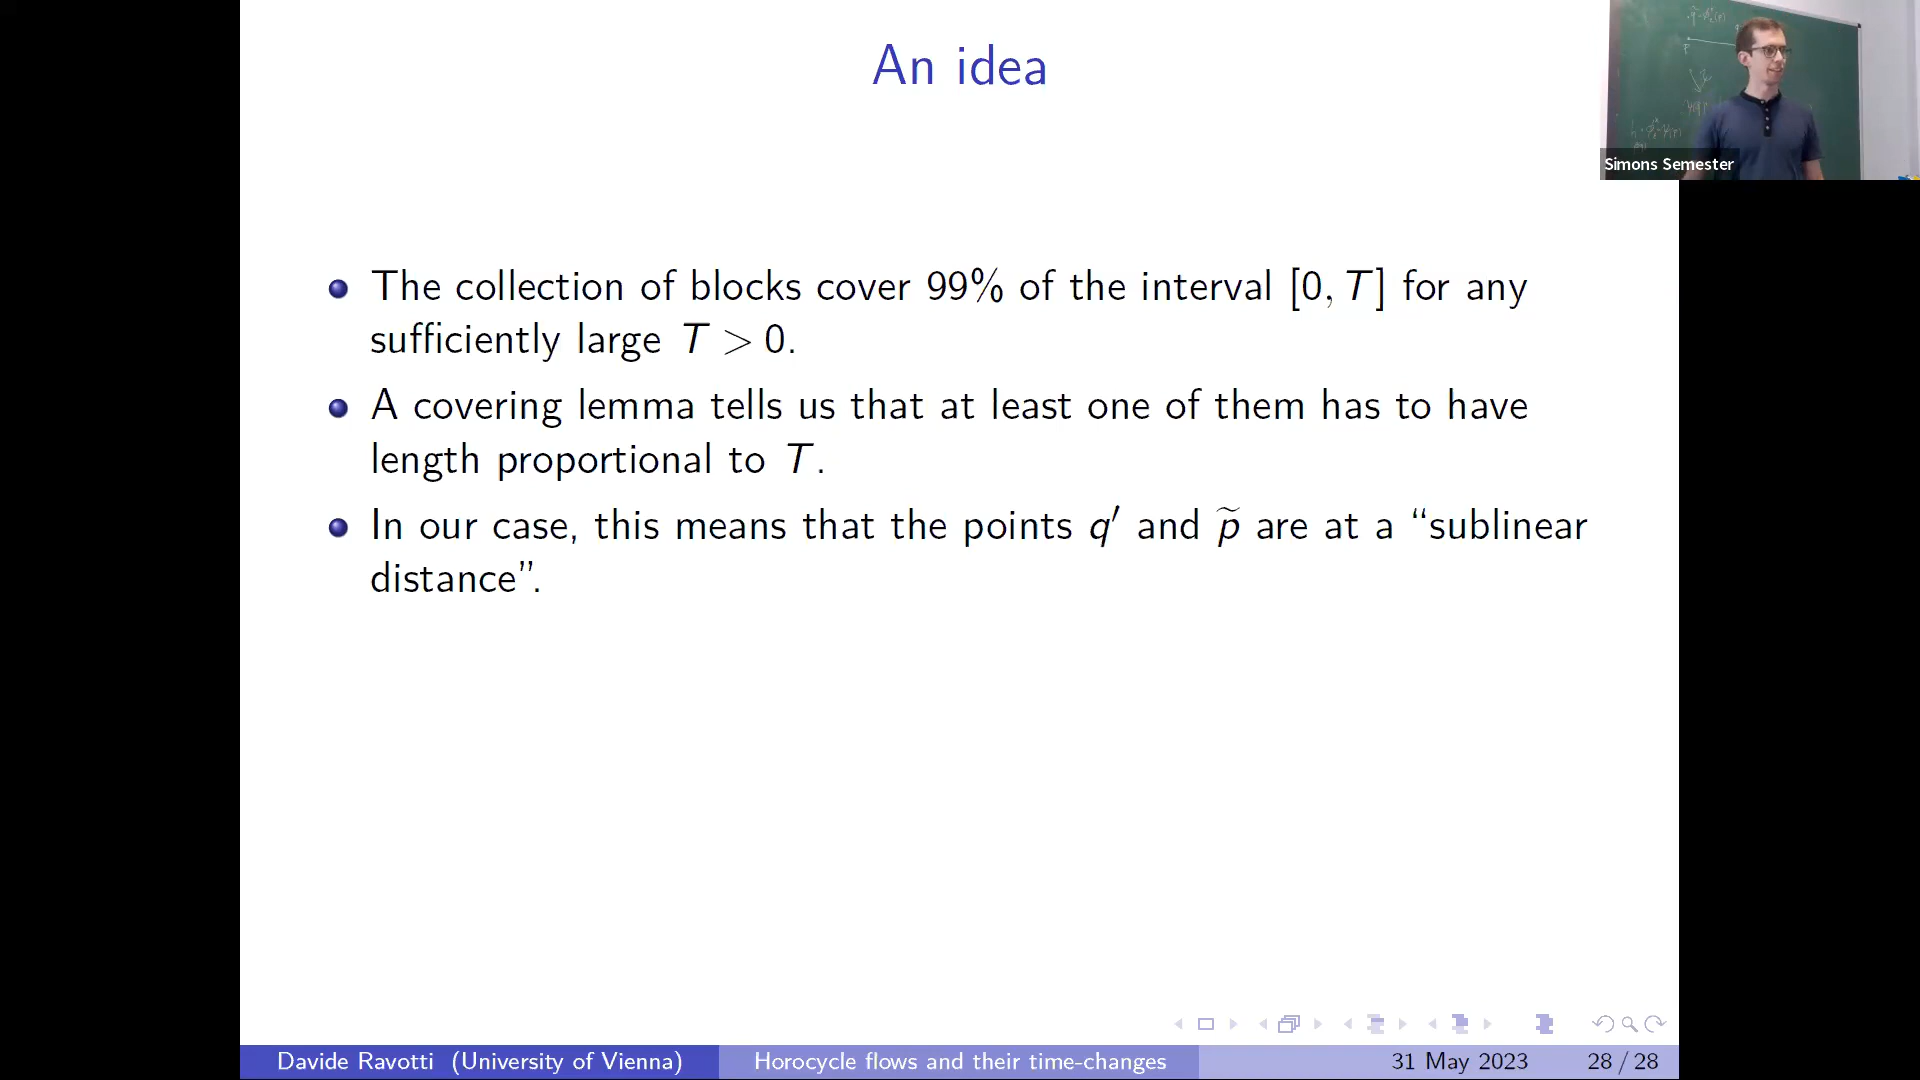 An idea
Simons Semester
• The collection of blocks cover 99% of the interval [0, T] for any
sufficiently large T > 0.
• A covering lemma tells us that at least one of them has to have
length proportional to T.
• In our case, this means that the points q′ and p̃ are at a “sublinear
distance”.
Davide Ravotti (University of Vienna) Horocycle flows and their time-changes 31 May 2023 28 / 28